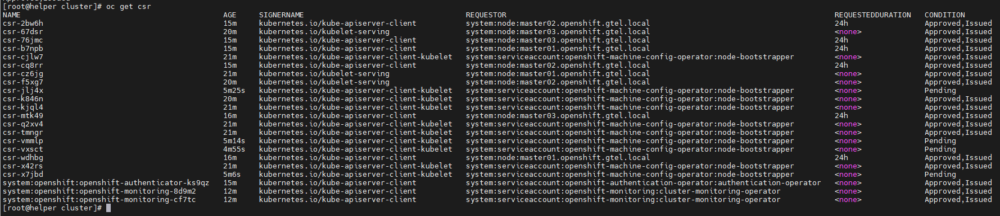 [root@helper cluster]# oc get csr
NAME AGE SIGNERNAME REQUESTOR REQUESTEDDURATION CONDITION
csr-2bw6h 15m kubernetes.io/kube-apiserver-client system:node:master02.openshift.gtel.local 24h Approved,Issued
csr-67dsr 20m kubernetes.io/kubelet-serving system:node:master03.openshift.gtel.local <none> Approved,Issued
csr-76jmc 15m kubernetes.io/kube-apiserver-client system:node:master03.openshift.gtel.local 24h Approved,Issued
csr-b7npb 15m kubernetes.io/kube-apiserver-client system:node:master01.openshift.gtel.local 24h Approved,Issued
csr-cjlw7 21m kubernetes.io/kube-apiserver-client-kubelet system:serviceaccount:openshift-machine-config-operator:node-bootstrapper <none> Approved,Issued
csr-cq8rr 15m kubernetes.io/kube-apiserver-client system:node:master02.openshift.gtel.local 24h Approved,Issued
csr-cz6jg 21m kubernetes.io/kubelet-serving system:node:master01.openshift.gtel.local <none> Approved,Issued
csr-f5xg7 20m kubernetes.io/kubelet-serving system:node:master02.openshift.gtel.local <none> Approved,Issued
csr-jlj4x 5m25s kubernetes.io/kube-apiserver-client-kubelet system:serviceaccount:openshift-machine-config-operator:node-bootstrapper <none> Pending
csr-k846n 20m kubernetes.io/kube-apiserver-client-kubelet system:serviceaccount:openshift-machine-config-operator:node-bootstrapper <none> Approved,Issued
csr-kjql4 21m kubernetes.io/kube-apiserver-client-kubelet system:serviceaccount:openshift-machine-config-operator:node-bootstrapper <none> Approved,Issued
csr-mtk49 16m kubernetes.io/kube-apiserver-client system:node:master03.openshift.gtel.local 24h Approved,Issued
csr-q2xv4 21m kubernetes.io/kube-apiserver-client-kubelet system:serviceaccount:openshift-machine-config-operator:node-bootstrapper <none> Approved,Issued
csr-tmngr 21m kubernetes.io/kube-apiserver-client-kubelet system:serviceaccount:openshift-machine-config-operator:node-bootstrapper <none> Approved,Issued
csr-vmmlp 5m14s kubernetes.io/kube-apiserver-client-kubelet system:serviceaccount:openshift-machine-config-operator:node-bootstrapper <none> Pending
csr-vxsct 4m55s kubernetes.io/kube-apiserver-client-kubelet system:serviceaccount:openshift-machine-config-operator:node-bootstrapper <none> Pending
csr-wdhbg 16m kubernetes.io/kube-apiserver-client system:node:master01.openshift.gtel.local 24h Approved,Issued
csr-x42rs 21m kubernetes.io/kube-apiserver-client-kubelet system:serviceaccount:openshift-machine-config-operator:node-bootstrapper <none> Approved,Issued
csr-x7jbd 5m6s kubernetes.io/kube-apiserver-client-kubelet system:serviceaccount:openshift-machine-config-operator:node-bootstrapper <none> Pending
system:openshift:openshift-authenticator-ks9qz 15m kubernetes.io/kube-apiserver-client system:serviceaccount:openshift-authentication-operator:authentication-operator <none> Approved,Issued
system:openshift:openshift-monitoring-8d9m2 12m kubernetes.io/kube-apiserver-client system:serviceaccount:openshift-monitoring:cluster-monitoring-operator <none> Approved,Issued
system:openshift:openshift-monitoring-cf7tc 12m kubernetes.io/kube-apiserver-client system:serviceaccount:openshift-monitoring:cluster-monitoring-operator <none> Approved,Issued
[root@helper cluster]#